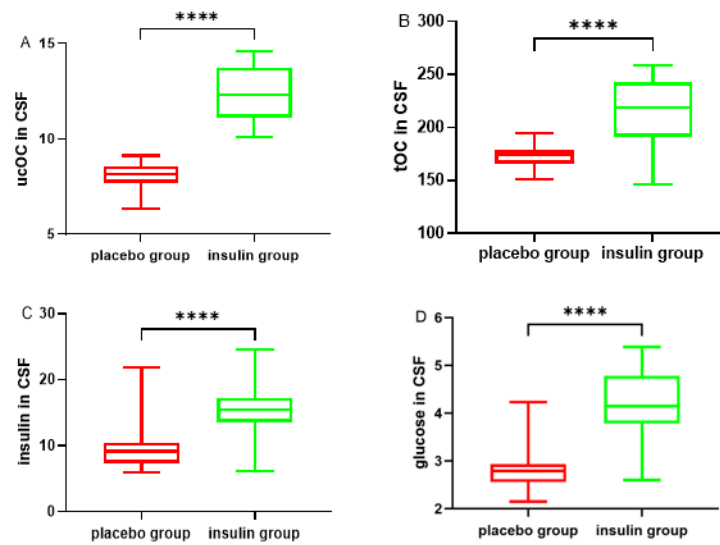 A
ucOC in CSF
****
15
10
5
placebo group
insulin group
B
tOC in CSF
****
300
250
200
150
100
placebo group
insulin group
C
insulin in CSF
****
30
20
10
0
placebo group
insulin group
D
glucose in CSF
****
6
5
4
3
2
placebo group
insulin group